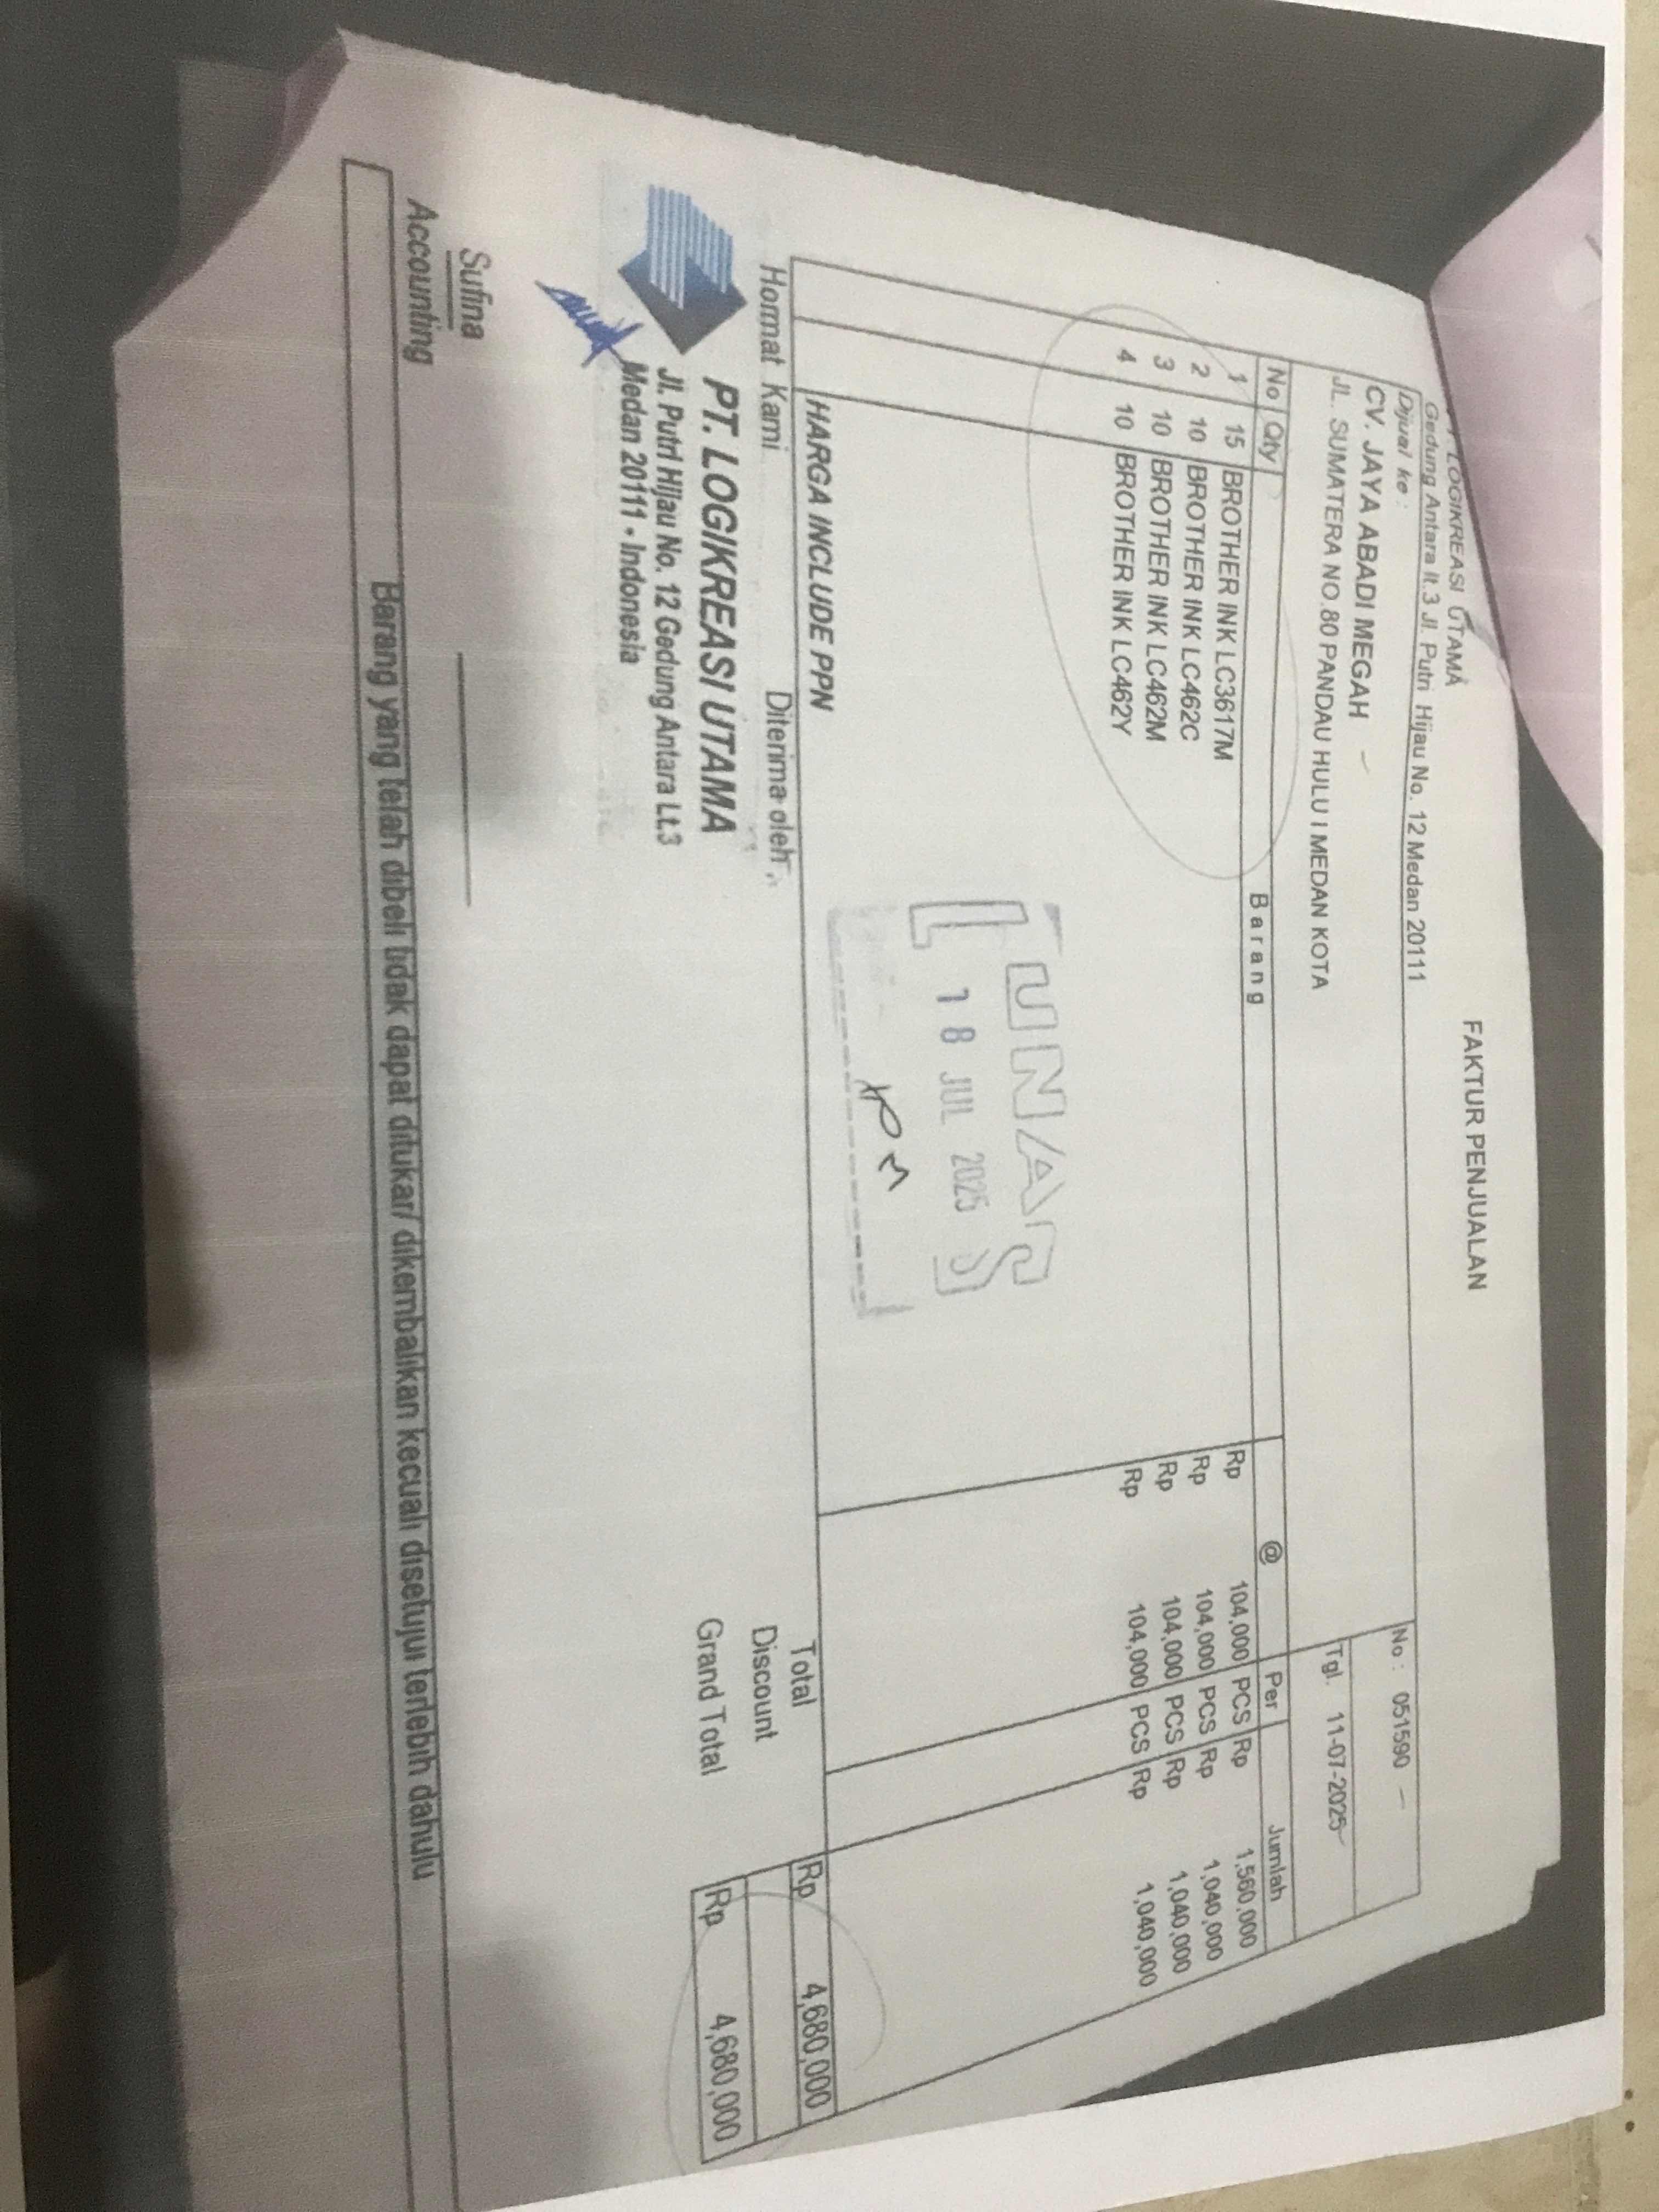 FAKTUR PENJUALAN
LOGIKREASI UTAMA
Gedung Antara lt.3 Jl. Putri Hijau No. 12 Medan 20111
No : 051590
Dijual ke :
CV. JAYA ABADI MEGAH
Tgl. 11-07-2025
JL. SUMATERA NO.80 PANDAU HULU I MEDAN KOTA
No Qty Barang @ Per Jumlah
1 15 BROTHER INK LC3617M Rp 104,000 PCS Rp 1,560,000
2 10 BROTHER INK LC462C Rp 104,000 PCS Rp 1,040,000
3 10 BROTHER INK LC462M Rp 104,000 PCS Rp 1,040,000
4 10 BROTHER INK LC462Y Rp 104,000 PCS Rp 1,040,000
LUNAS
18 JUL 2025
HARGA INCLUDE PPN
Total Rp 4,680,000
Hormat Kami Diterima oleh
Discount
Grand Total Rp 4,680,000
PT. LOGIKREASI UTAMA
Jl. Putri Hijau No. 12 Gedung Antara Lt.3
Medan 20111 - Indonesia
Sufina
Accounting
Barang yang telah dibeli tidak dapat ditukar/ dikembalikan kecuali disetujui terlebih dahulu